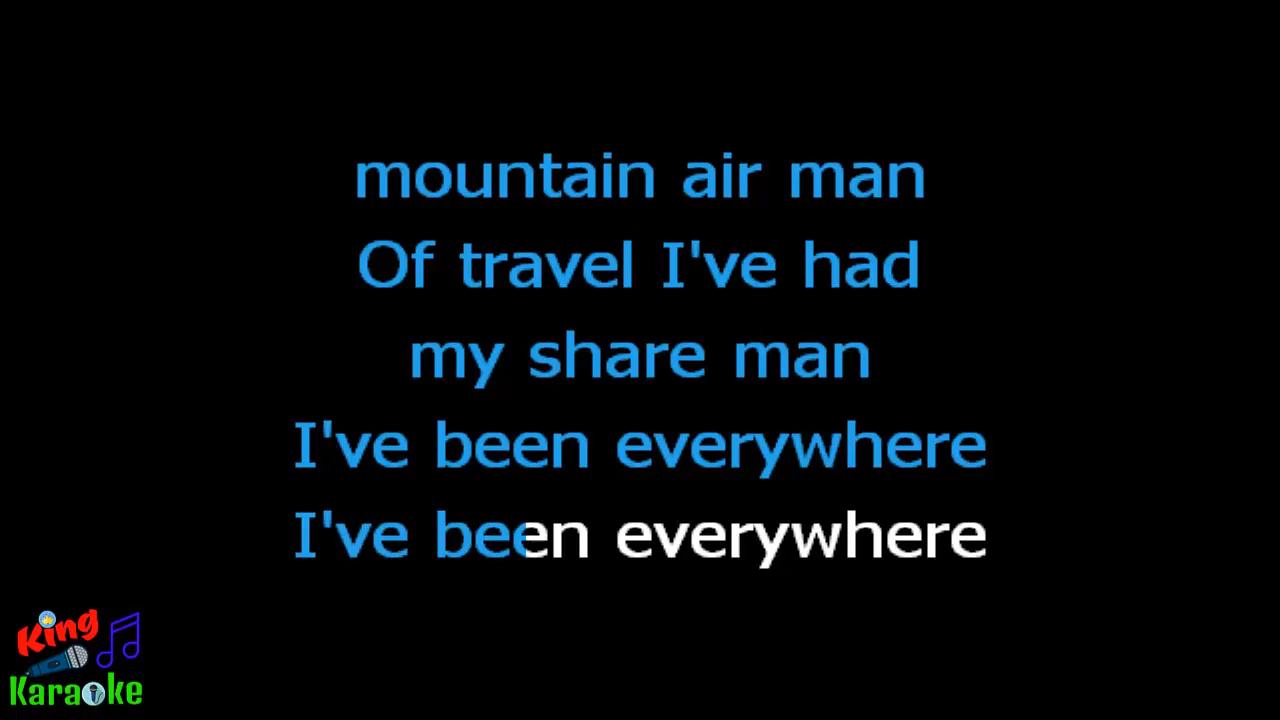 mountain air man
Of travel I've had
my share man
I've been everywhere
I've been everywhere
King
Karaoke